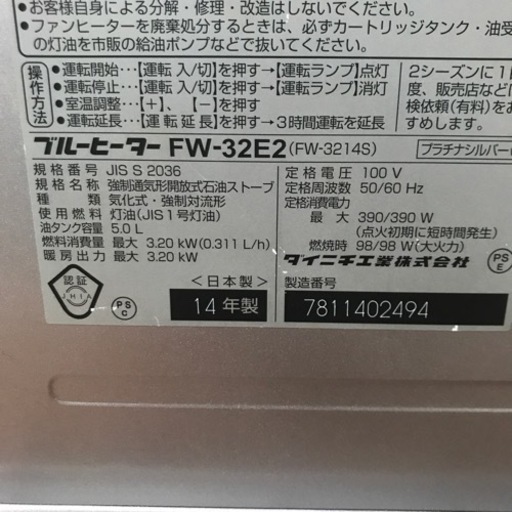 ●お客様自身による分解・修理・改造はしないでください。
●ファンヒーターを廃棄処分するときは、必ずカートリッジタンク・油受
の灯油を市販の給油ポンプなどで抜いてください。
操作方法
●運転開始…【運転 入/切】を押す→【運転ランプ】点灯
●運転停止…【運転 入/切】を押す→【運転ランプ】消灯
●室温調整…【+】、【-】を押す
●運転延長…【運転延長】を押す→3時間運転を延長
2シーズンに1
度、販売店など
検依頼(有料)をお
すめします。
ブルーヒーター FW-32E2 (FW-3214S)
プラチナシルバー
規格番号 JIS S 2036
種類 強制通気形開放式石油ストーブ
種類 気化式・強制対流形
使用燃料 灯油(JIS1号灯油)
油タンク容量 5.0 L
燃料消費量 最大 3.20 kW(0.311 L/h)
暖房出力 最大 3.20 kW
定格電圧 100 V
定格周波数 50/60 Hz
定格消費電力
最大 390/390 W
(点火初期に短時間発生)
燃焼時 98/98 W(大火力)
ダイニチ工業株式会社
PS
E
認証
JHIA
PS
C
<日本製>
14年製
製造番号
7811402494